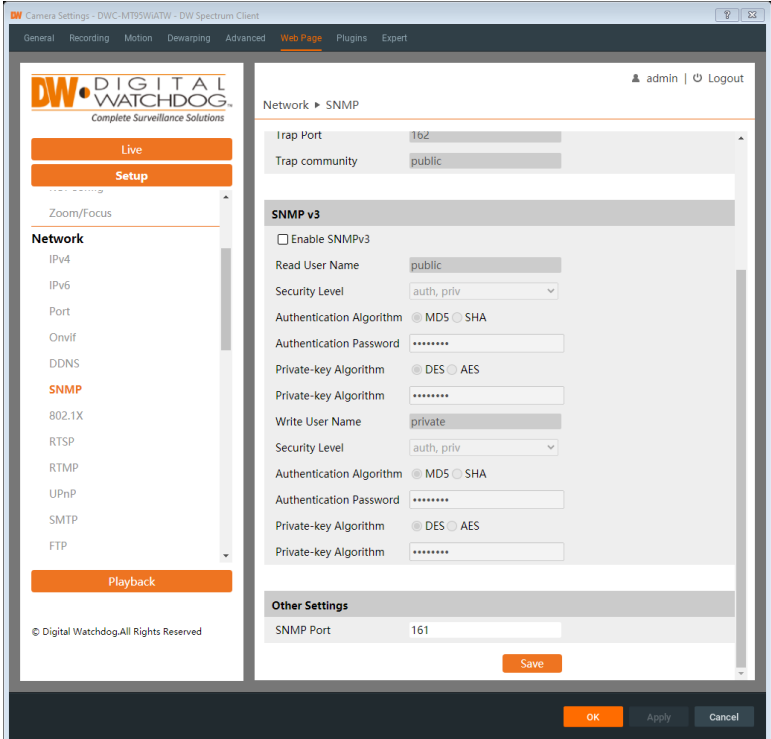 DW Camera Settings - DWC-MT95WiATW - DW Spectrum Client
General Recording Motion Dewarping Advanced Web Page Plugins Expert
DW DIGITAL
WATCHDOG
Complete Surveillance Solutions
admin | Logout
Network ▸ SNMP
Live
Setup
Zoom/Focus
Network
IPv4
IPv6
Port
Onvif
DDNS
SNMP
802.1X
RTSP
RTMP
UPnP
SMTP
FTP
Playback
© Digital Watchdog.All Rights Reserved
Trap Port 162
Trap community public
SNMP v3
Enable SNMPv3
Read User Name public
Security Level auth, priv
Authentication Algorithm MD5 SHA
Authentication Password ••••••••
Private-key Algorithm DES AES
Private-key Algorithm ••••••••
Write User Name private
Security Level auth, priv
Authentication Algorithm MD5 SHA
Authentication Password ••••••••
Private-key Algorithm DES AES
Private-key Algorithm ••••••••
Other Settings
SNMP Port 161
Save
OK Apply Cancel